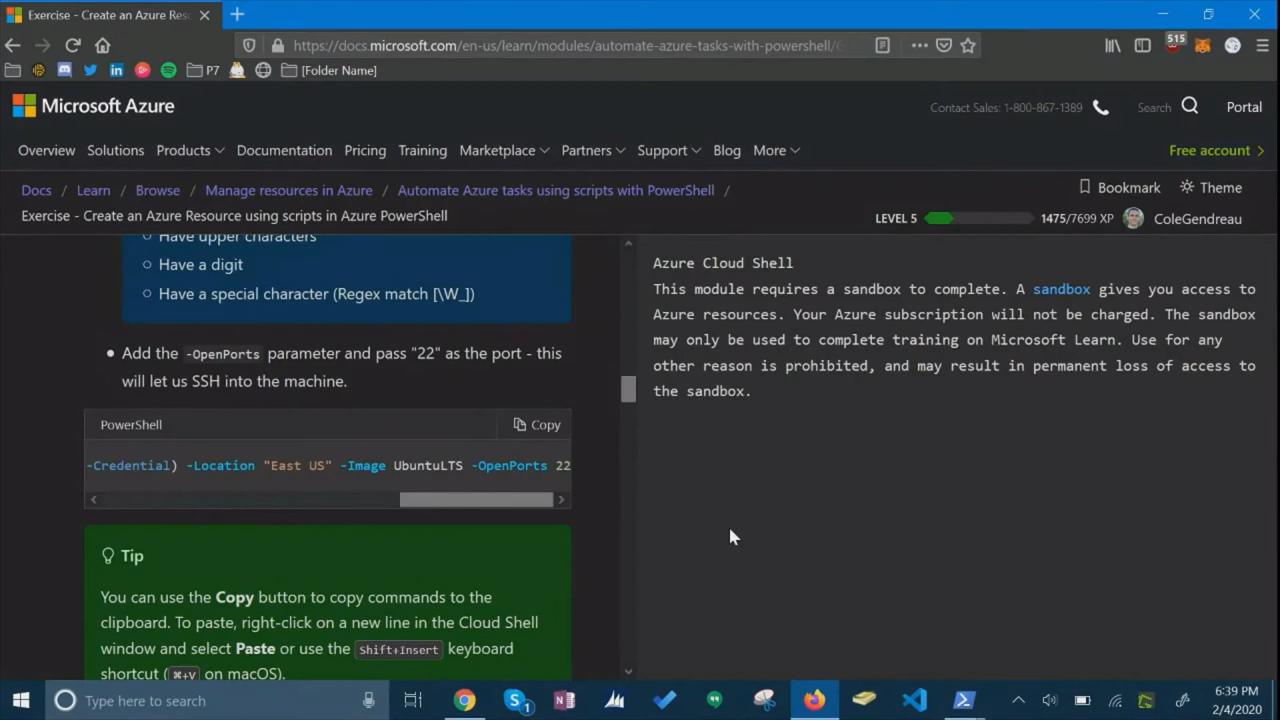 Exercise - Create an Azure Res
https://docs.microsoft.com/en-us/learn/modules/automate-azure-tasks-with-powershell/
515
P7
[Folder Name]
Microsoft Azure
Contact Sales: 1-800-867-1389
Search
Portal
Overview Solutions Products Documentation Pricing Training Marketplace Partners Support Blog More
Free account
Docs / Learn / Browse / Manage resources in Azure / Automate Azure tasks using scripts with PowerShell /
Bookmark
Theme
Exercise - Create an Azure Resource using scripts in Azure PowerShell
LEVEL 5
1475/7699 XP
ColeGendreau
Have upper characters
Have a digit
Have a special character (Regex match [\W_])
Add the -OpenPorts parameter and pass "22" as the port - this
will let us SSH into the machine.
PowerShell
Copy
-Credential) -Location "East US" -Image UbuntuLTS -OpenPorts 22
Tip
You can use the Copy button to copy commands to the
clipboard. To paste, right-click on a new line in the Cloud Shell
window and select Paste or use the Shift+Insert keyboard
shortcut (⌘+V on macOS).
Azure Cloud Shell
This module requires a sandbox to complete. A sandbox gives you access to
Azure resources. Your Azure subscription will not be charged. The sandbox
may only be used to complete training on Microsoft Learn. Use for any
other reason is prohibited, and may result in permanent loss of access to
the sandbox.
Type here to search
1
6:39 PM
2/4/2020